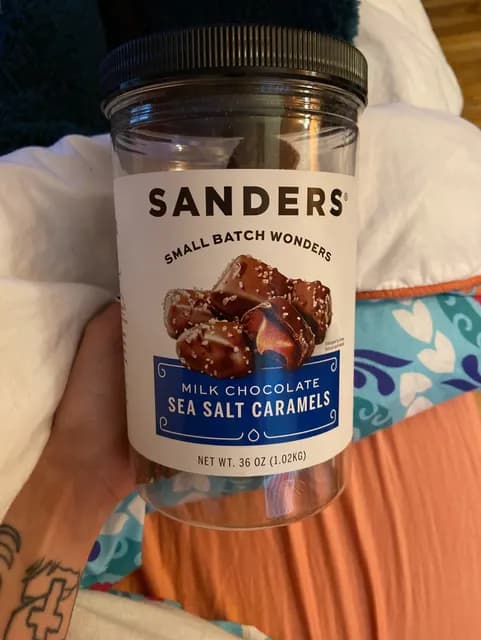 SANDERS®
SMALL BATCH WONDERS
MILK CHOCOLATE
SEA SALT CARAMELS
NET WT. 36 OZ (1.02KG)